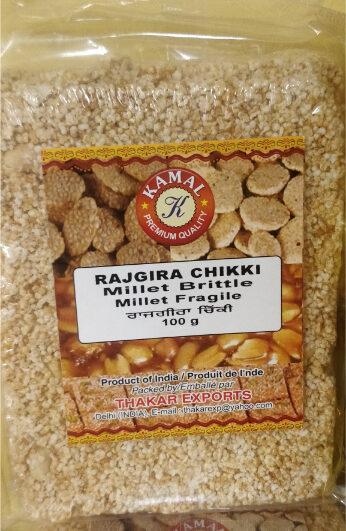 KAMAL
K
PREMIUM QUALITY
RAJGIRA CHIKKI
Millet Brittle
Millet Fragile
ਰਾਜਗੀਰਾ ਚਿੱਕੀ
100 g
Product of India / Produit de l'nde
Packed by/Emballé par
THAKAR EXPORTS
Delhi (INDIA), E-mail :thakarexp@yahoo.com